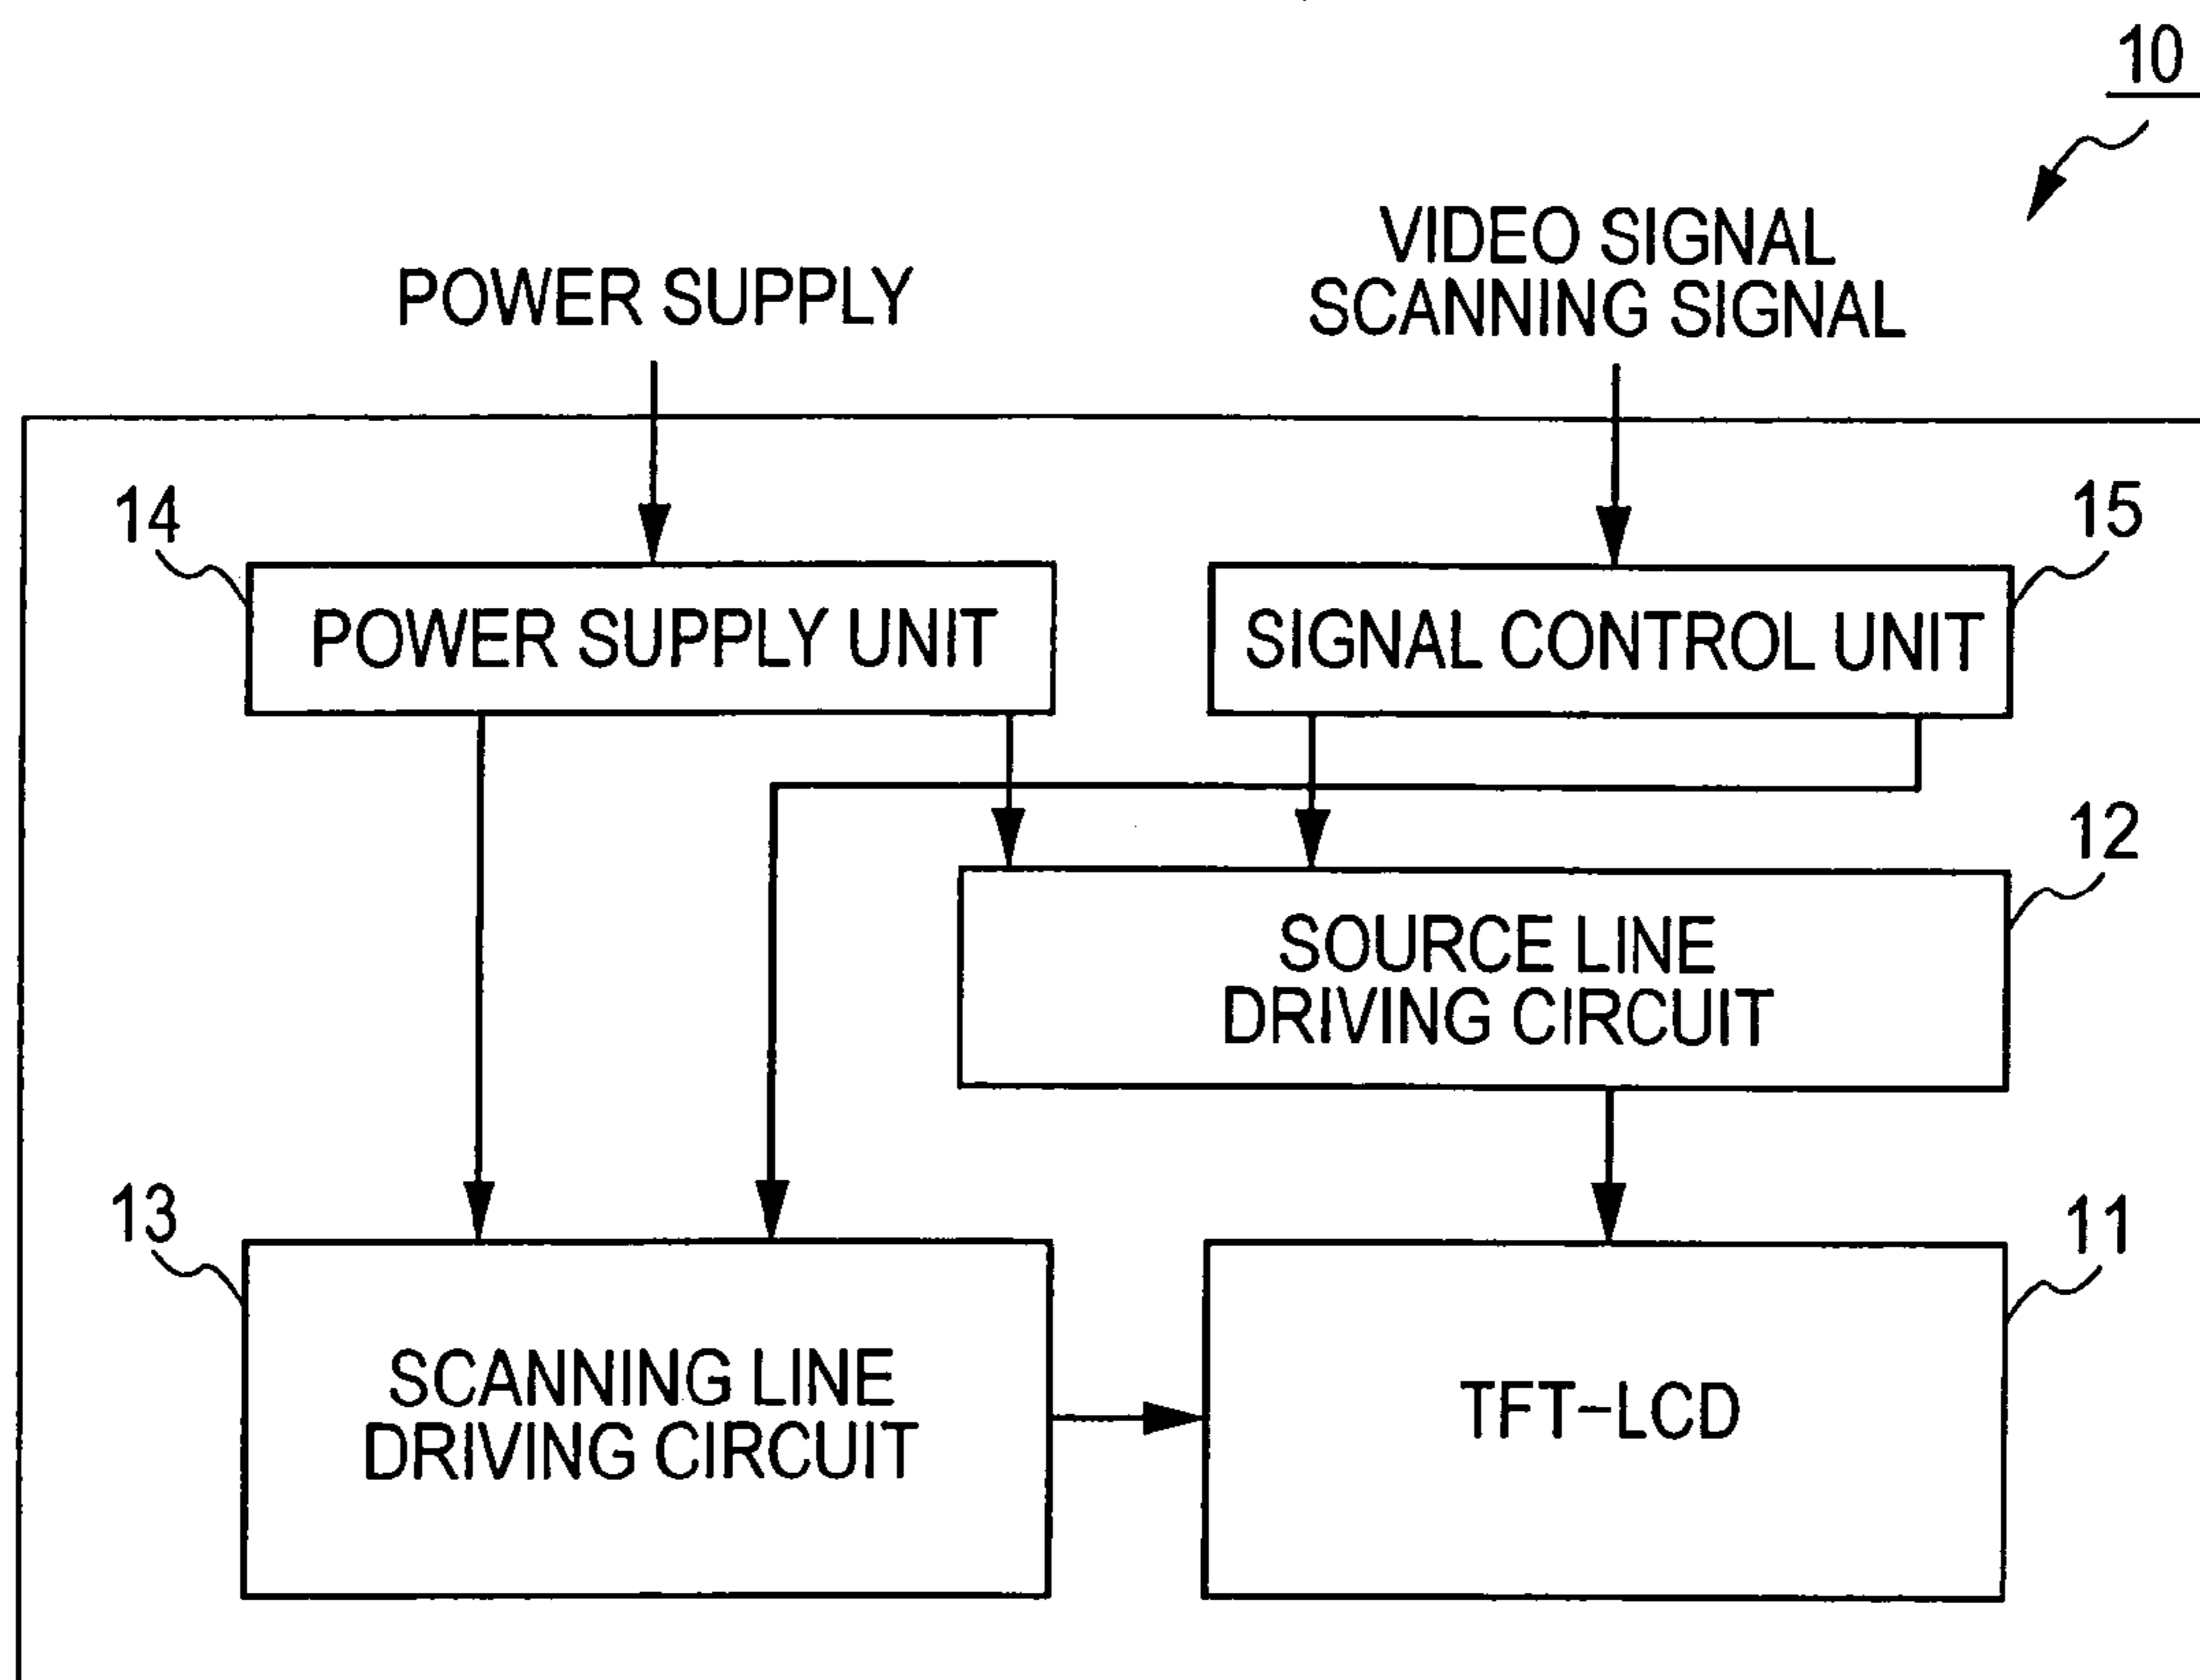 10
VIDEO SIGNAL
POWER SUPPLY
SCANNING SIGNAL
14
15
POWER SUPPLY UNIT
SIGNAL CONTROL UNIT
12
SOURCE LINE
DRIVING CIRCUIT
13
11
SCANNING LINE
DRIVING CIRCUIT
TFT-LCD